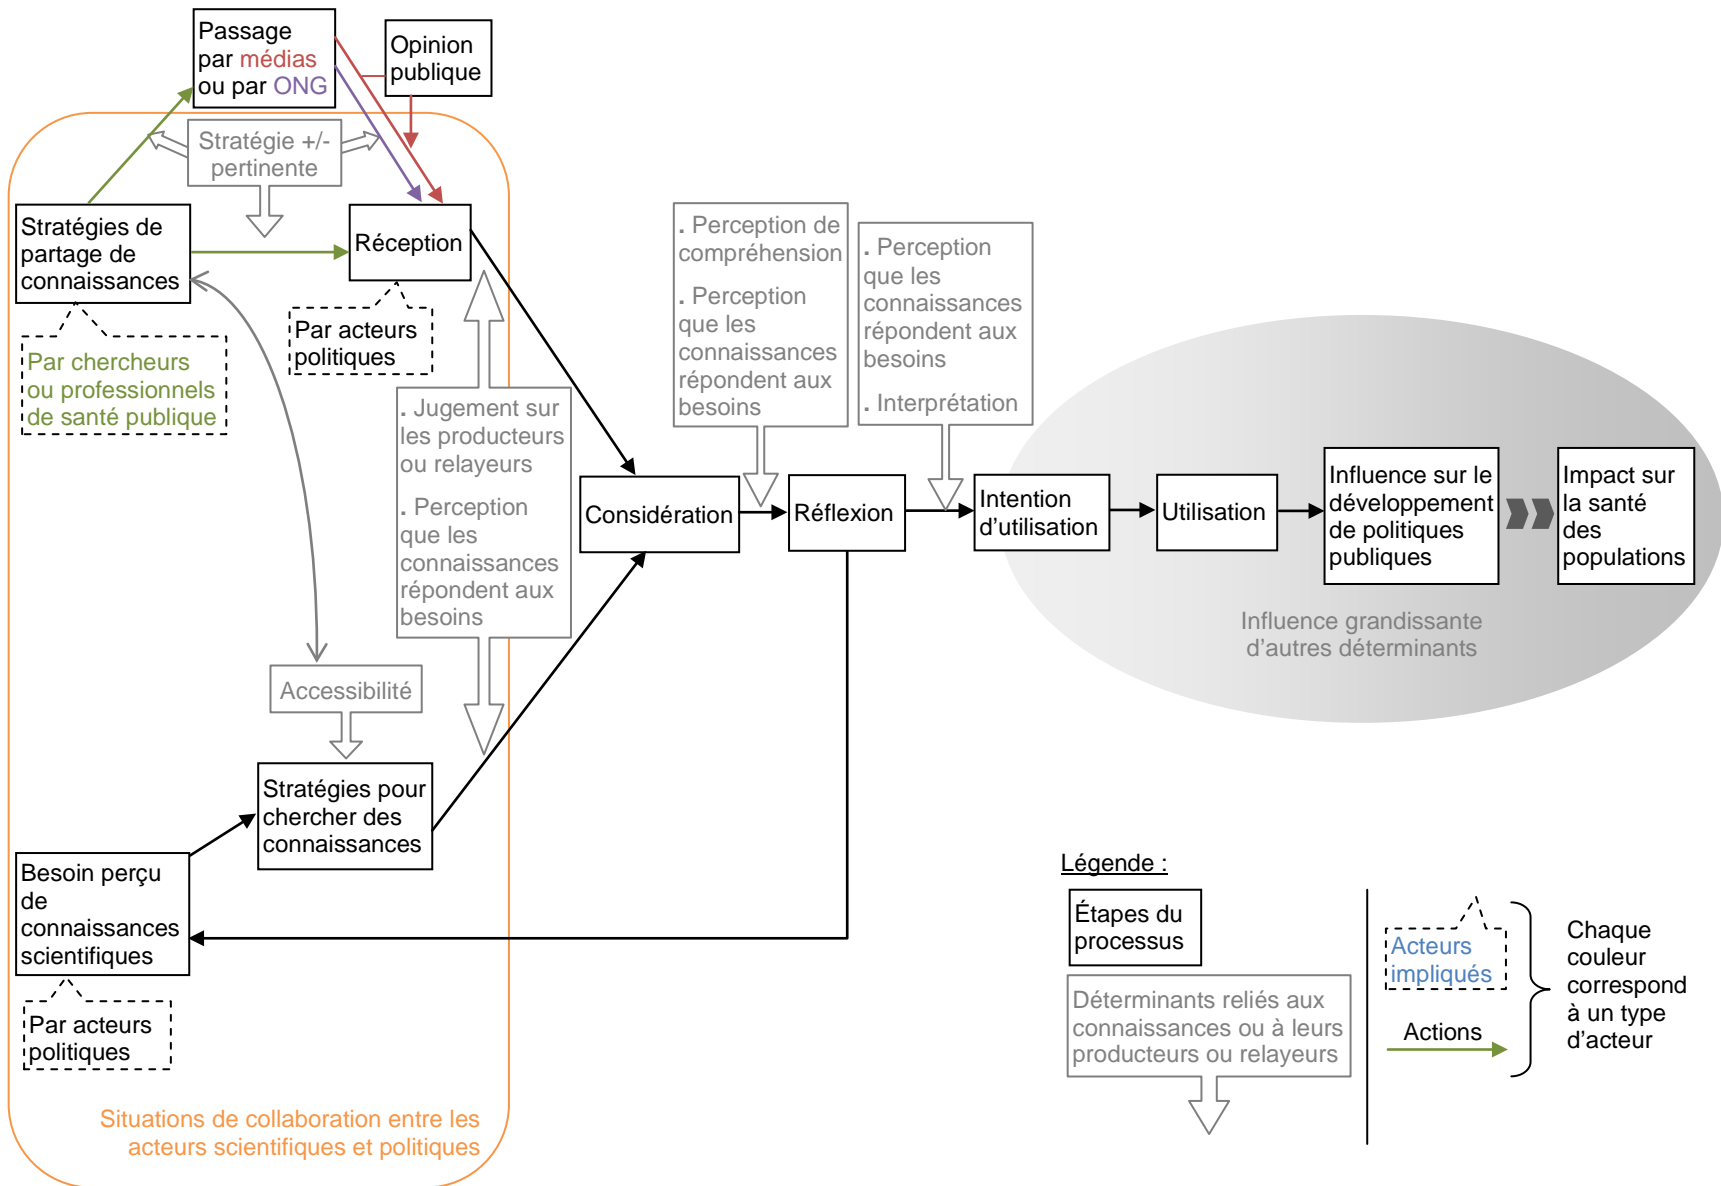 Passage
par médias
ou par ONG
Opinion
publique
Stratégie +/-
pertinente
Stratégies de
partage de
connaissances
Réception
Par chercheurs
ou professionnels
de santé publique
Par acteurs
politiques
. Jugement sur
les producteurs
ou relayeurs
. Perception
que les
connaissances
répondent aux
besoins
Accessibilité
Stratégies pour
chercher des
connaissances
Besoin perçu
de
connaissances
scientifiques
Par acteurs
politiques
Situations de collaboration entre les
acteurs scientifiques et politiques
. Perception de
compréhension
. Perception
que les
connaissances
répondent aux
besoins
. Perception
que les
connaissances
répondent aux
besoins
. Interprétation
Considération
Réflexion
Intention
d’utilisation
Utilisation
Influence sur le
développement
de politiques
publiques
Impact sur
la santé
des
populations
Influence grandissante
d’autres déterminants
Légende :
Étapes du
processus
Déterminants reliés aux
connaissances ou à leurs
producteurs ou relayeurs
Acteurs
impliqués
Actions
Chaque
couleur
correspond
à un type
d’acteur